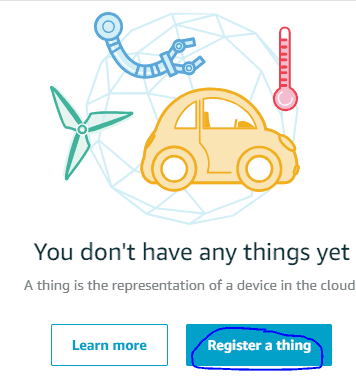 You don't have any things yet
A thing is the representation of a device in the cloud
Learn more
Register a thing